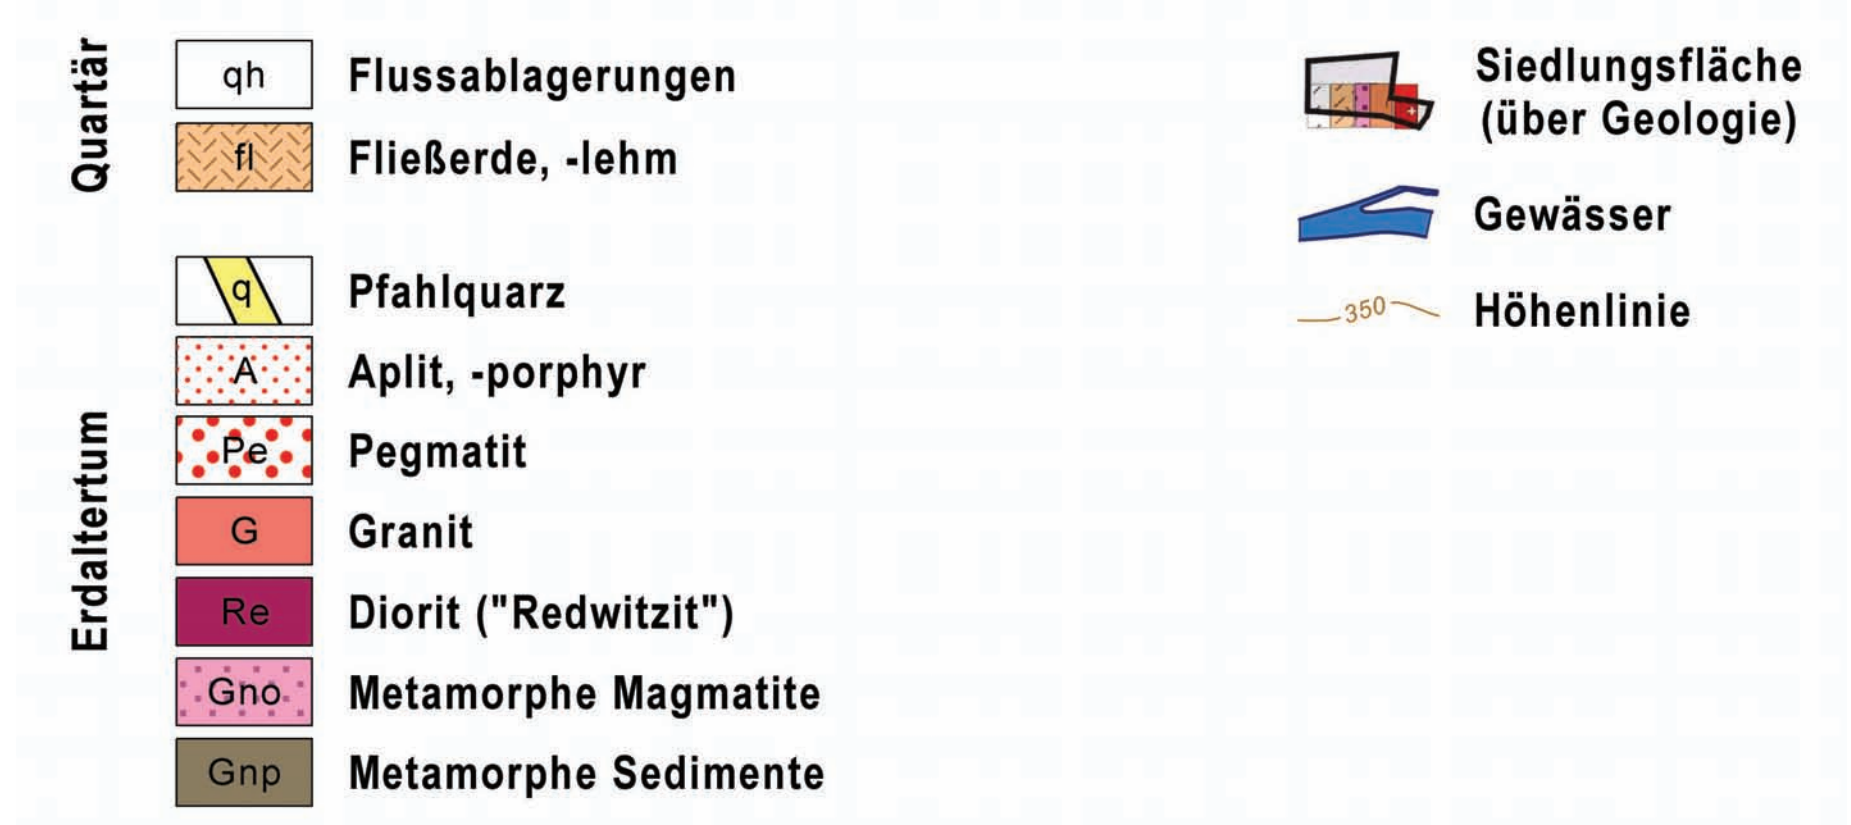 Quartär
qh Flussablagerungen
fl Fließerde, -lehm
Erdaltertum
q Pfahlquarz
A Aplit, -porphyr
Pe Pegmatit
G Granit
Re Diorit ("Redwitzit")
Gno Metamorphe Magmatite
Gnp Metamorphe Sedimente
Siedlungsfläche
(über Geologie)
Gewässer
350 Höhenlinie